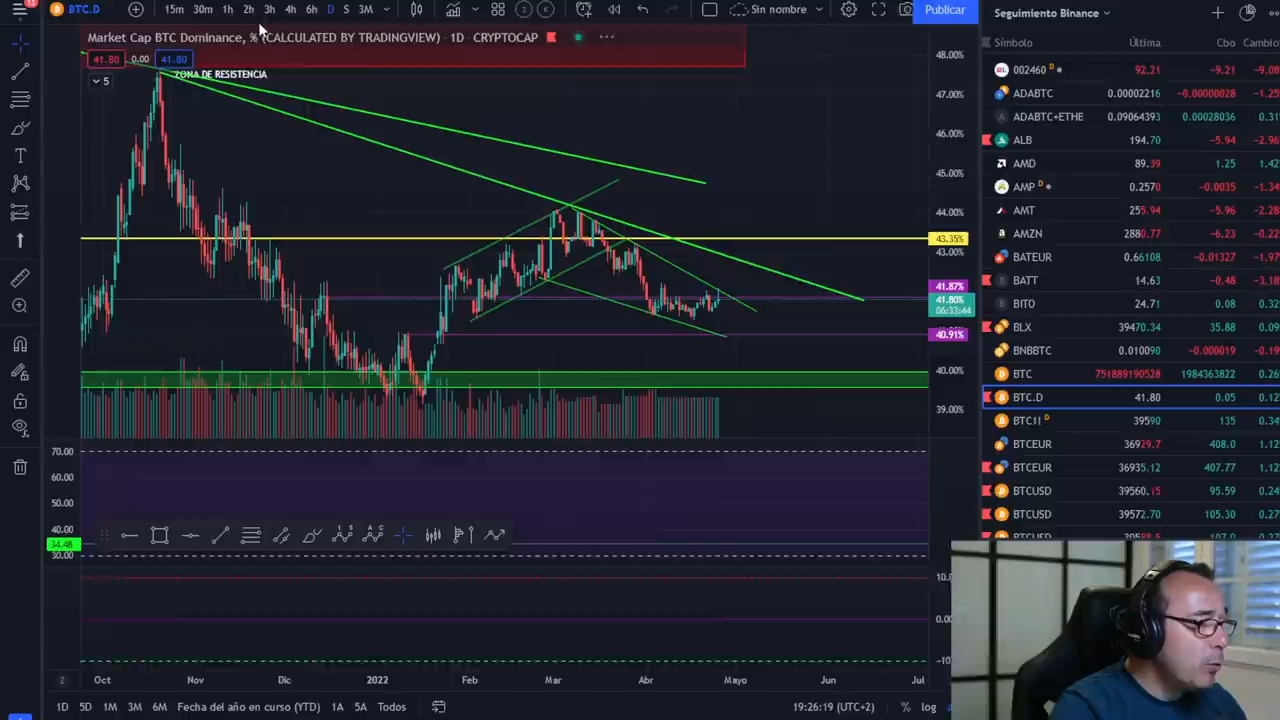 13
BTC.D
15m 30m 1h 2h 3h 4h 6h D S 3M
Sin nombre
Publicar
Seguimiento Binance
Market Cap BTC Dominance, % (CALCULATED BY TRADINGVIEW) · 1D · CRYPTOCAP
41.80 0.00 41.80
ZONA DE RESISTENCIA
5
48.00%
47.00%
46.00%
45.00%
44.00%
43.35%
43.00%
41.87%
41.80%
06:33:44
40.91%
40.00%
39.00%
70.00
60.00
50.00
40.00
34.48
30.00
10.0
0.00
-10
Oct Nov Dic 2022 Feb Mar Abr Mayo Jun Jul
1D 5D 1M 3M 6M Fecha del año en curso (YTD) 1A 5A Todos
19:26:19 (UTC+2)
% log
Símbolo Última Cbo Cambio
002460 D 92.21 -9.21 -9.08
ADABTC 0.00002216 -0.00000028 -1.25
ADABTC+ETHE 0.09064393 0.00028036 0.31
ALB 194.70 -5.94 -2.96
AMD 89.39 1.25 1.42
AMP D 0.2570 -0.0035 -1.34
AMT 255.94 -5.96 -2.28
AMZN 2880.77 -6.23 -0.22
BATEUR 0.66108 -0.01327 -1.97
BATT 14.63 -0.48 -3.18
BITO 24.71 0.08 0.32
BLX 39470.34 35.88 0.09
BNBBTC 0.010090 -0.000019 -0.19
BTC 751889190528 1984363822 0.26
BTC.D 41.80 0.05 0.12
BTC1! D 39590 135 0.34
BTCEUR 36929.7 408.0 1.12
BTCEUR 36935.12 407.77 1.12
BTCUSD 39560.15 95.59 0.24
BTCUSD 39572.70 105.30 0.24